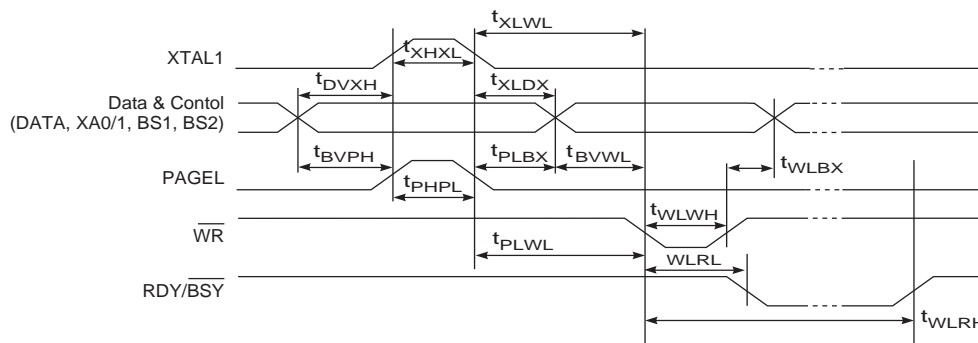 tXLWL
XTAL1
tXHXL
tDVXH
tXLDX
Data & Contol
(DATA, XA0/1, BS1, BS2)
tBVPH
tPLBX
tBVWL
tWLBX
PAGEL
tPHPL
tWLWH
WR
tPLWL
WLRL
RDY/BSY
tWLRH